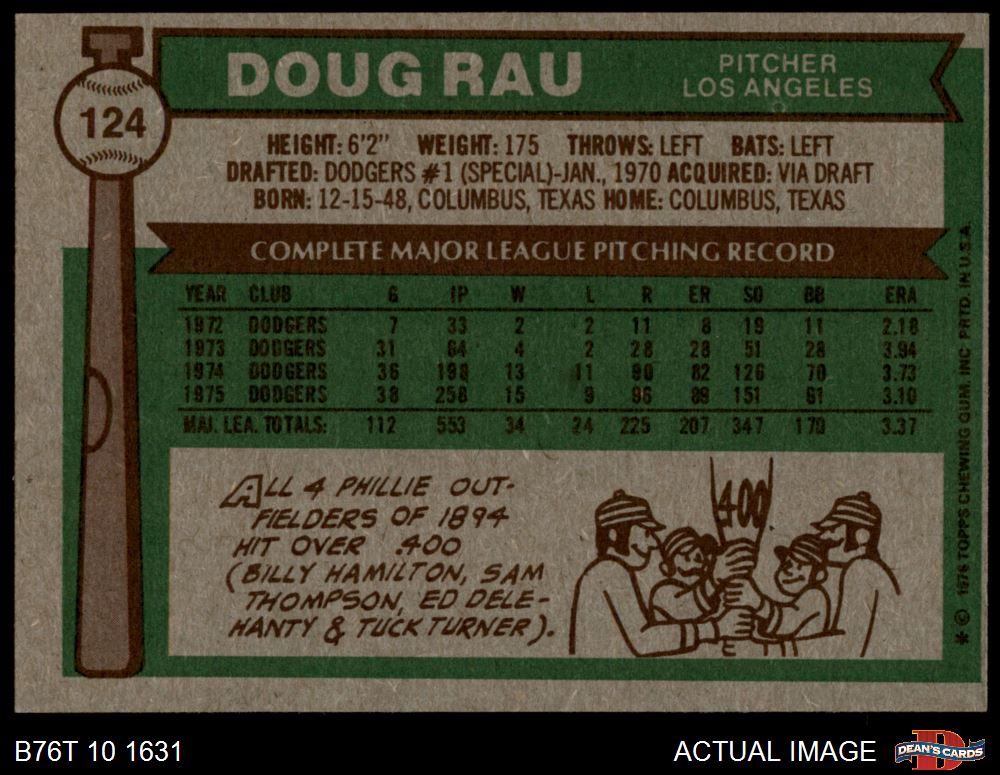 124
DOUG RAU
PITCHER
LOS ANGELES
HEIGHT: 6'2" WEIGHT: 175 THROWS: LEFT BATS: LEFT
DRAFTED: DODGERS #1 (SPECIAL)-JAN., 1970 ACQUIRED: VIA DRAFT
BORN: 12-15-48, COLUMBUS, TEXAS HOME: COLUMBUS, TEXAS
COMPLETE MAJOR LEAGUE PITCHING RECORD
YEAR CLUB G IP W L R ER SO BB ERA
1972 DODGERS 7 33 2 2 11 8 19 11 2.18
1973 DODGERS 31 64 4 2 28 28 51 28 3.94
1974 DODGERS 36 198 13 11 90 82 126 70 3.73
1975 DODGERS 38 258 15 9 96 89 151 61 3.10
MAJ. LEA. TOTALS: 112 553 34 24 225 207 347 170 3.37
ALL 4 PHILLIE OUT-
FIELDERS OF 1894
HIT OVER .400
(BILLY HAMILTON, SAM
THOMPSON, ED DELE-
HANTY & TUCK TURNER).
.400
* © 1976 TOPPS CHEWING GUM, INC. PRTD. IN U.S.A.
B76T 10 1631
ACTUAL IMAGE
D
DEAN'S CARDS